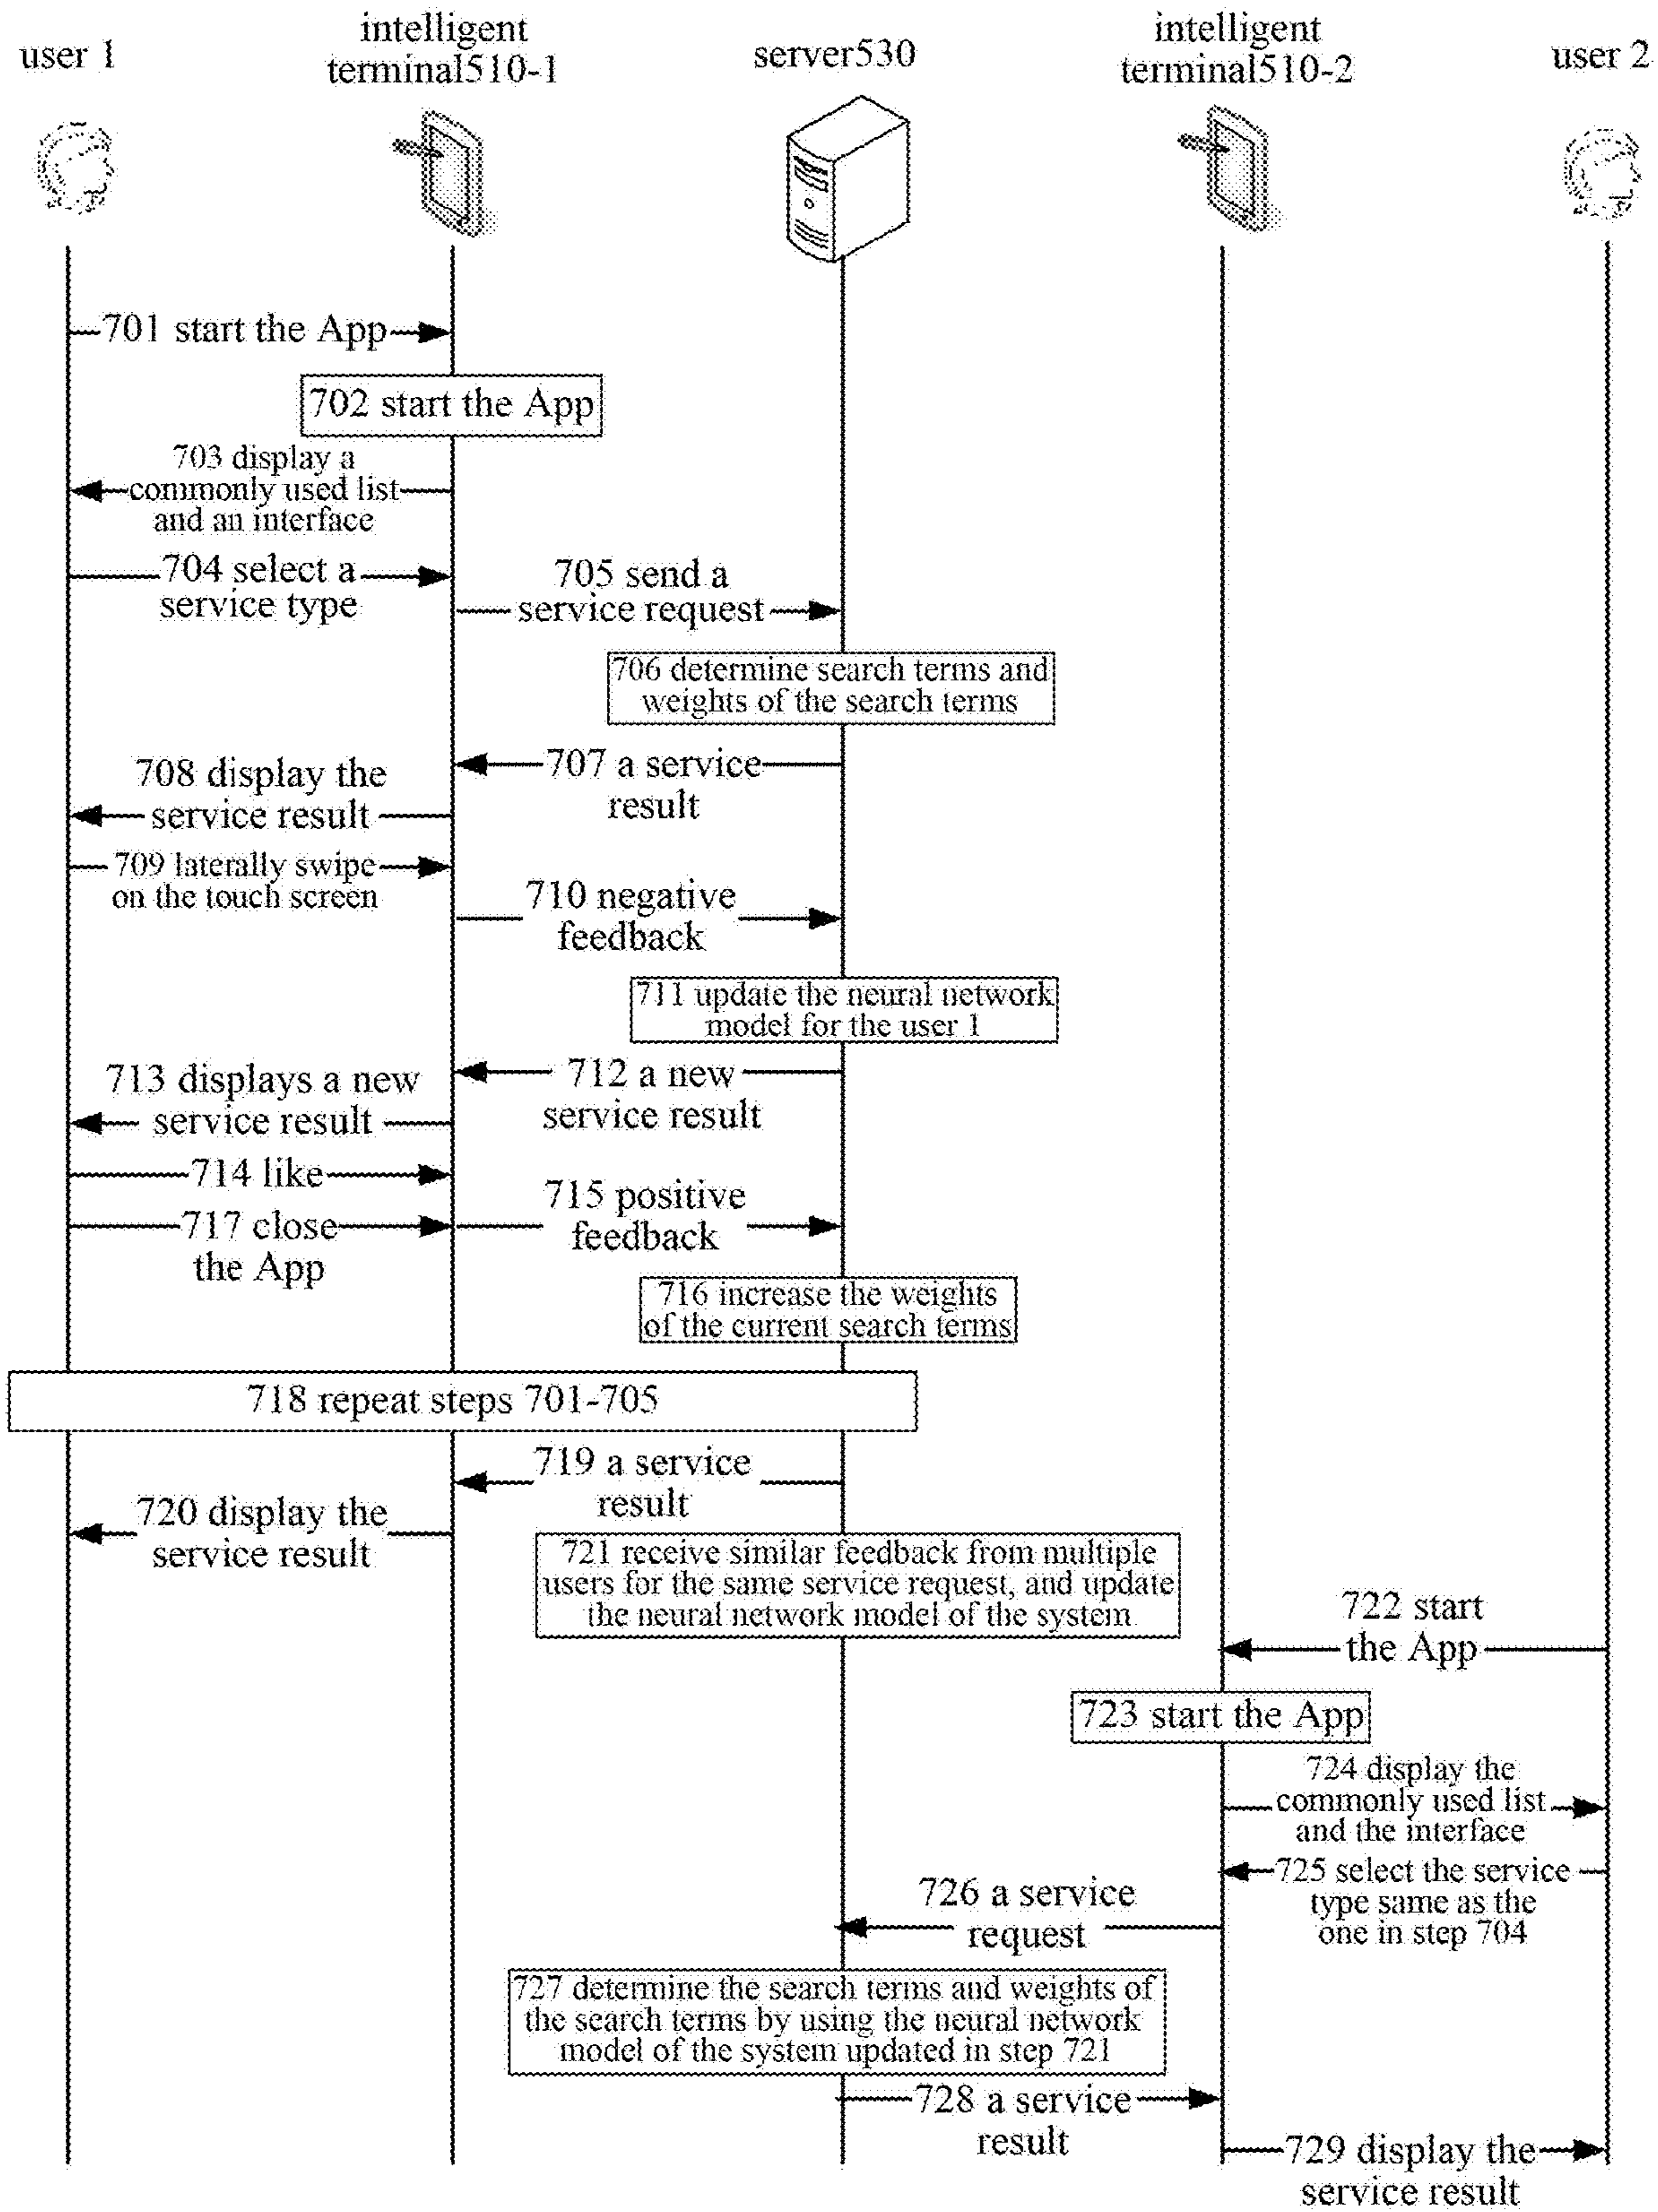 user 1
intelligent
terminal510-1
server530
intelligent
terminal510-2
user 2
701 start the App
702 start the App
703 display a
commonly used list
and an interface
704 select a
service type
705 send a
service request
706 determine search terms and
weights of the search terms
707 a service
result
708 display the
service result
709 laterally swipe
on the touch screen
710 negative
feedback
711 update the neural network
model for the user 1
712 a new
service result
713 displays a new
service result
714 like
715 positive
feedback
717 close
the App
716 increase the weights
of the current search terms
718 repeat steps 701-705
719 a service
result
720 display the
service result
721 receive similar feedback from multiple
users for the same service request, and update
the neural network model of the system
722 start
the App
723 start the App
724 display the
commonly used list
and the interface
725 select the service
type same as the
one in step 704
726 a service
request
727 determine the search terms and weights of
the search terms by using the neural network
model of the system updated in step 721
728 a service
result
729 display the
service result